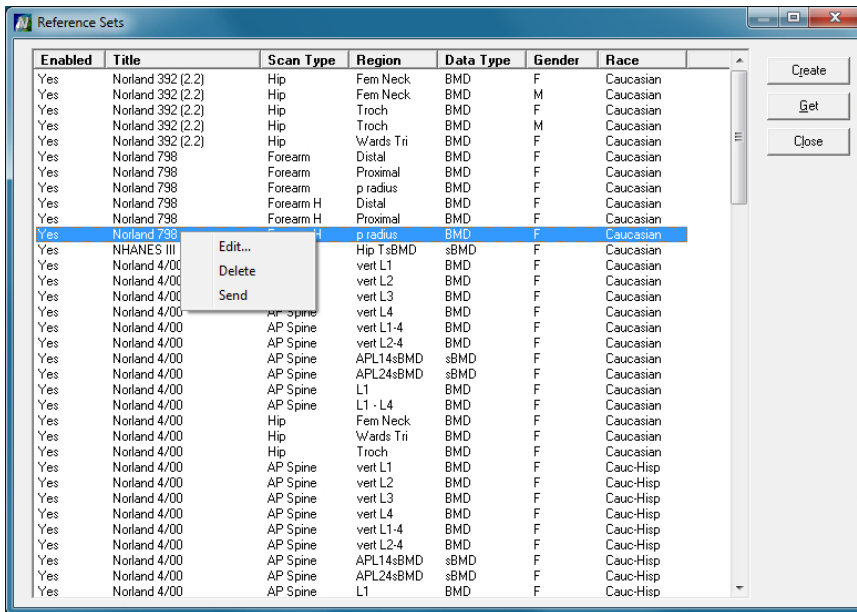 Reference Sets
Enabled Title Scan Type Region Data Type Gender Race
Create
Get
Close
Yes Norland 392 (2.2) Hip Fem Neck BMD F Caucasian
Yes Norland 392 (2.2) Hip Fem Neck BMD M Caucasian
Yes Norland 392 (2.2) Hip Troch BMD F Caucasian
Yes Norland 392 (2.2) Hip Troch BMD M Caucasian
Yes Norland 392 (2.2) Hip Wards Tri BMD F Caucasian
Yes Norland 798 Forearm Distal BMD F Caucasian
Yes Norland 798 Forearm Proximal BMD F Caucasian
Yes Norland 798 Forearm p radius BMD F Caucasian
Yes Norland 798 Forearm H Distal BMD F Caucasian
Yes Norland 798 Forearm H Proximal BMD F Caucasian
Yes Norland 798 H p radius BMD F Caucasian
Yes NHANES III Hip TsBMD sBMD F Caucasian
Yes Norland 4/00 vert L1 BMD F Caucasian
Yes Norland 4/00 vert L2 BMD F Caucasian
Yes Norland 4/00 vert L3 BMD F Caucasian
Yes Norland 4/00 AP Spine vert L4 BMD F Caucasian
Yes Norland 4/00 AP Spine vert L1-4 BMD F Caucasian
Yes Norland 4/00 AP Spine vert L2-4 BMD F Caucasian
Yes Norland 4/00 AP Spine APL14sBMD sBMD F Caucasian
Yes Norland 4/00 AP Spine APL24sBMD sBMD F Caucasian
Yes Norland 4/00 AP Spine L1 BMD F Caucasian
Yes Norland 4/00 AP Spine L1 - L4 BMD F Caucasian
Yes Norland 4/00 Hip Fem Neck BMD F Caucasian
Yes Norland 4/00 Hip Wards Tri BMD F Caucasian
Yes Norland 4/00 Hip Troch BMD F Caucasian
Yes Norland 4/00 AP Spine vert L1 BMD F Cauc-Hisp
Yes Norland 4/00 AP Spine vert L2 BMD F Cauc-Hisp
Yes Norland 4/00 AP Spine vert L3 BMD F Cauc-Hisp
Yes Norland 4/00 AP Spine vert L4 BMD F Cauc-Hisp
Yes Norland 4/00 AP Spine vert L1-4 BMD F Cauc-Hisp
Yes Norland 4/00 AP Spine vert L2-4 BMD F Cauc-Hisp
Yes Norland 4/00 AP Spine APL14sBMD sBMD F Cauc-Hisp
Yes Norland 4/00 AP Spine APL24sBMD sBMD F Cauc-Hisp
Yes Norland 4/00 AP Spine L1 BMD F Cauc-Hisp
Edit...
Delete
Send